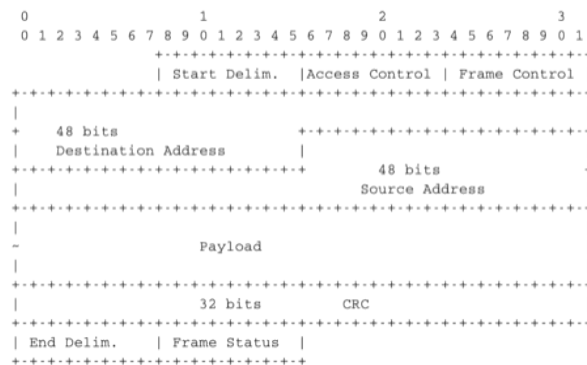 0 1 2 3
0 1 2 3 4 5 6 7 8 9 0 1 2 3 4 5 6 7 8 9 0 1 2 3 4 5 6 7 8 9 0 1
+-+-+-+-+-+-+-+-+-+-+-+-+-+-+-+-+-+-+-+-+-+-+-+-
| Start Delim. |Access Control | Frame Control
+-+-+-+-+-+-+-+-+-+-+-+-+-+-+-+-+-+-+-+-+-+-+-+-+-+-+-+-+-+-+-+-
|
+ 48 bits +-+-+-+-+-+-+-+-+-+-+-+-+-+-+-+-
| Destination Address |
+-+-+-+-+-+-+-+-+-+-+-+-+-+-+-+-+ 48 bits -
| Source Address
+-+-+-+-+-+-+-+-+-+-+-+-+-+-+-+-+-+-+-+-+-+-+-+-+-+-+-+-+-+-+-+-
|
~ Payload
|
+-+-+-+-+-+-+-+-+-+-+-+-+-+-+-+-+-+-+-+-+-+-+-+-+-+-+-+-+-+-+-+-
| 32 bits CRC
+-+-+-+-+-+-+-+-+-+-+-+-+-+-+-+-+-+-+-+-+-+-+-+-+-+-+-+-+-+-+-+-
| End Delim. | Frame Status |
+-+-+-+-+-+-+-+-+-+-+-+-+-+-+-+-+